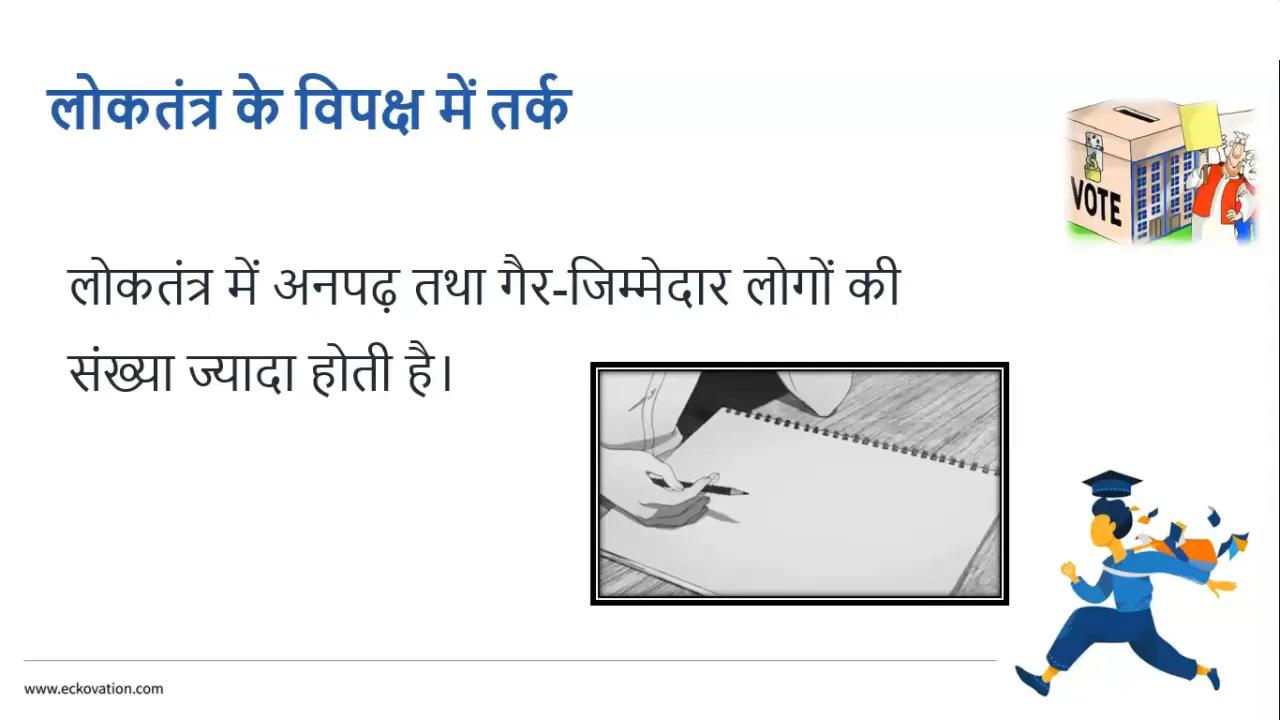 लोकतंत्र के विपक्ष में तर्क
VOTE
लोकतंत्र में अनपढ़ तथा गैर-जिम्मेदार लोगों की
संख्या ज्यादा होती है।
www.eckovation.com